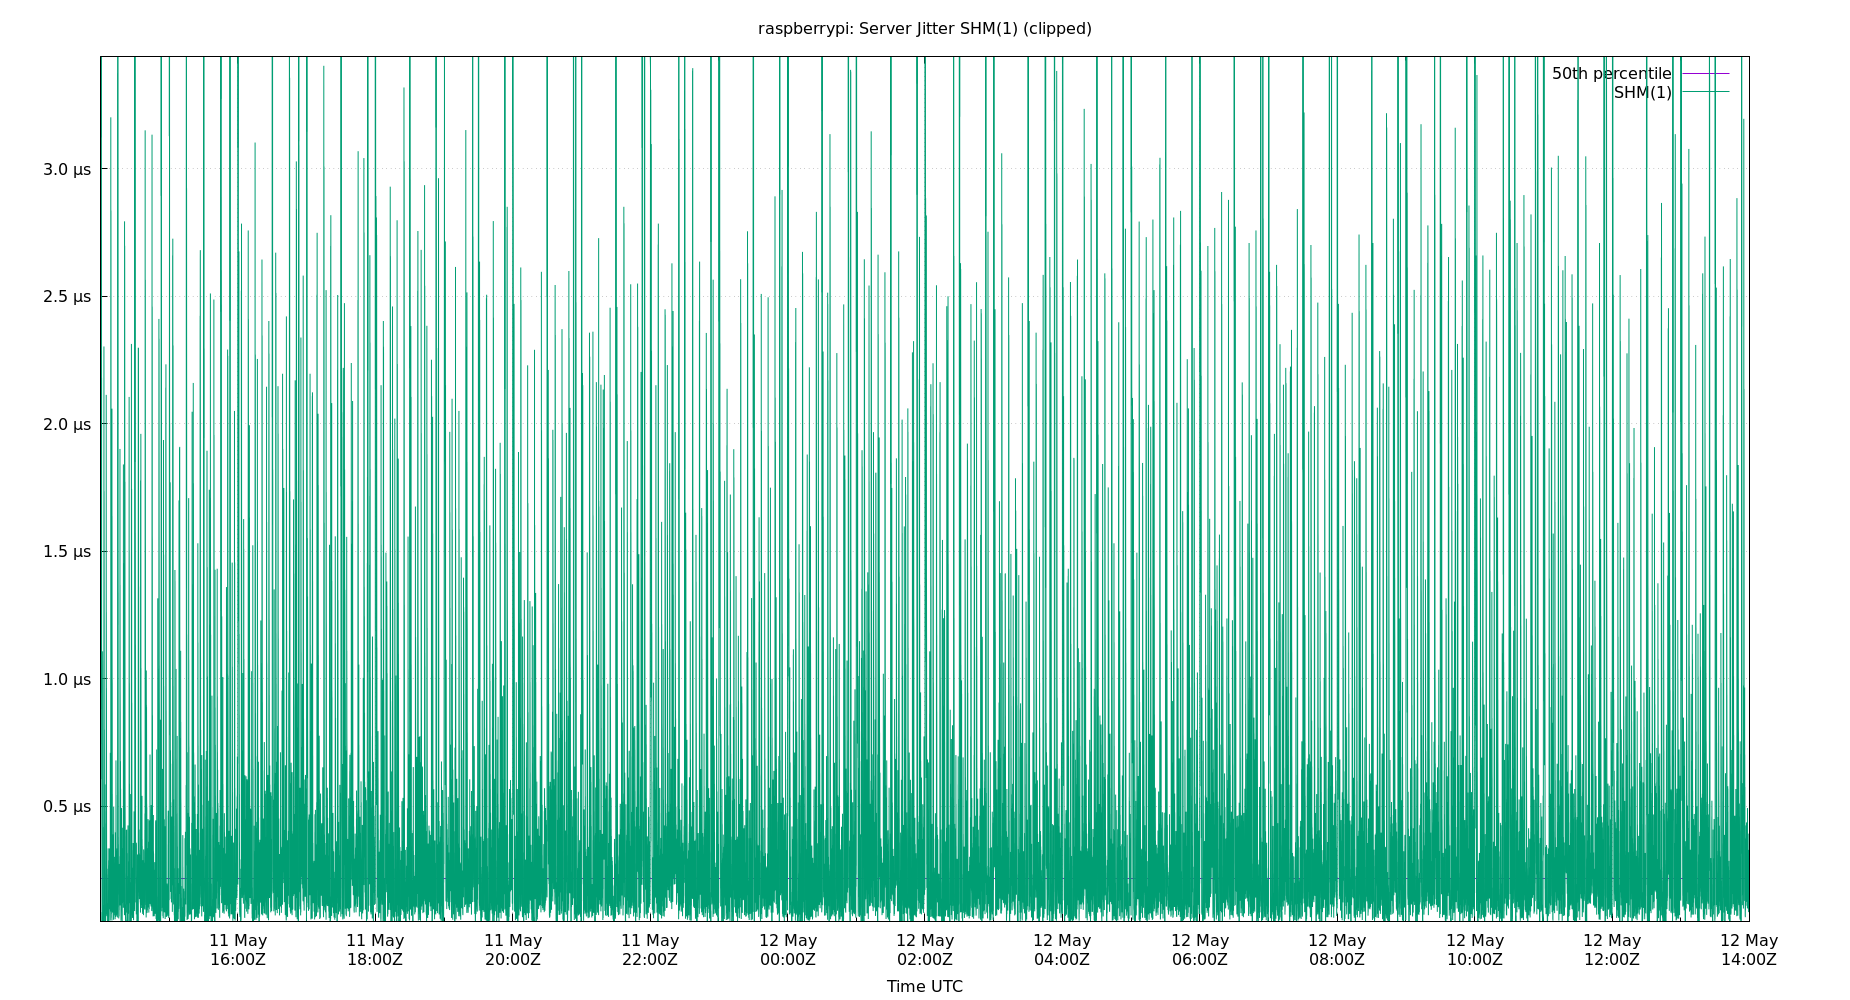 raspberrypi: Server Jitter SHM(1) (clipped)
50th percentile
SHM(1)
3.0 µs
2.5 µs
2.0 µs
1.5 µs
1.0 µs
0.5 µs
11 May 11 May 11 May 11 May 12 May 12 May 12 May 12 May 12 May 12 May 12 May 12 May
16:00Z 18:00Z 20:00Z 22:00Z 00:00Z 02:00Z 04:00Z 06:00Z 08:00Z 10:00Z 12:00Z 14:00Z
Time UTC